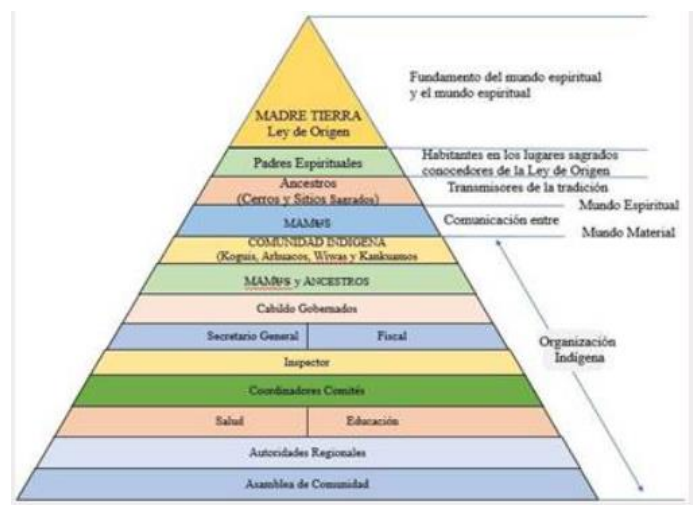 Fundamento del mundo espiritual
y el mundo espiritual
MADRE TIERRA
Ley de Origen
Padres Espirituales
Habitantes en los lugares sagrados
conocedores de la Ley de Origen
Ancestros
(Cerros y Sitios Sagrados)
Transmisores de la tradición
Mundo Espiritual
MAMʉS
Comunicación entre
Mundo Material
COMUNIDAD INDIGENA
(Koguis, Arhuacos, Wiwas y Kankuamos
MAMʉS y ANCESTROS
Cabildo Gobernados
Secretario General
Fiscal
Organización
Indígena
Inspector
Coordinadores Comités
Salud
Educación
Autoridades Regionales
Asamblea de Comunidad